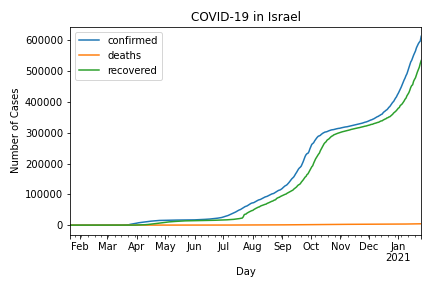 COVID-19 in Israel
confirmed
deaths
recovered
Number of Cases
600000
500000
400000
300000
200000
100000
0
Feb Mar Apr May Jun Jul Aug Sep Oct Nov Dec Jan
2021
Day